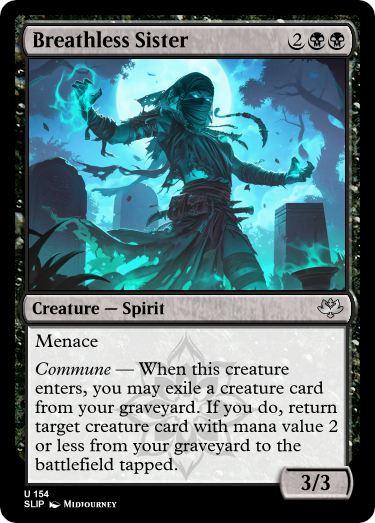 Breathless Sister 2
Creature — Spirit
Menace
Commune — When this creature
enters, you may exile a creature card
from your graveyard. If you do, return
target creature card with mana value 2
or less from your graveyard to the
battlefield tapped.
3/3
U 154
SLIP Midjourney